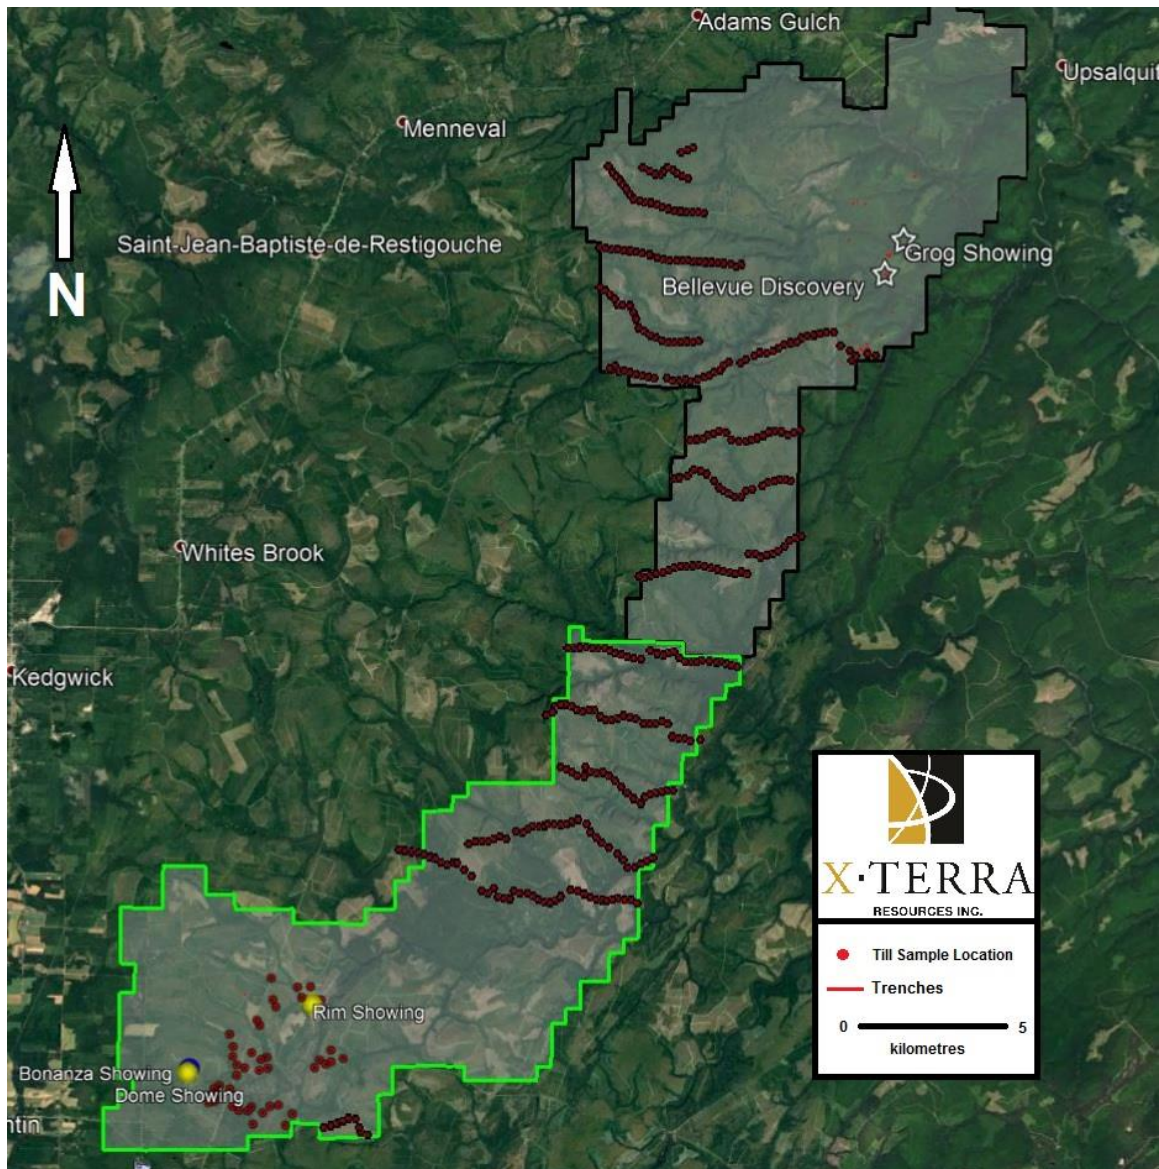 Adams Gulch
Upsalquit
Menneval
Saint-Jean-Baptiste-de-Restigouche
N
Grog Showing
Bellevue Discovery
Whites Brook
Kedgwick
X·TERRA
RESOURCES INC.
Till Sample Location
Trenches
0 5
kilometres
Rim Showing
Bonanza Showing
Dome Showing
ntin